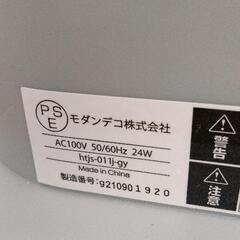 PSE
モダンデコ株式会社
AC100V 50/60Hz 24W
htjs-011j-gy
Made in China
製造番号：g210901920
警告
注意